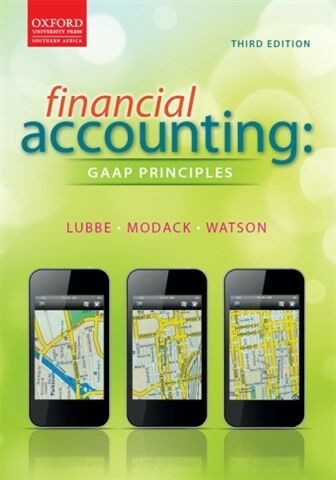 OXFORD
UNIVERSITY PRESS
SOUTHERN AFRICA
THIRD EDITION
financial
accounting:
GAAP PRINCIPLES
LUBBE • MODACK • WATSON